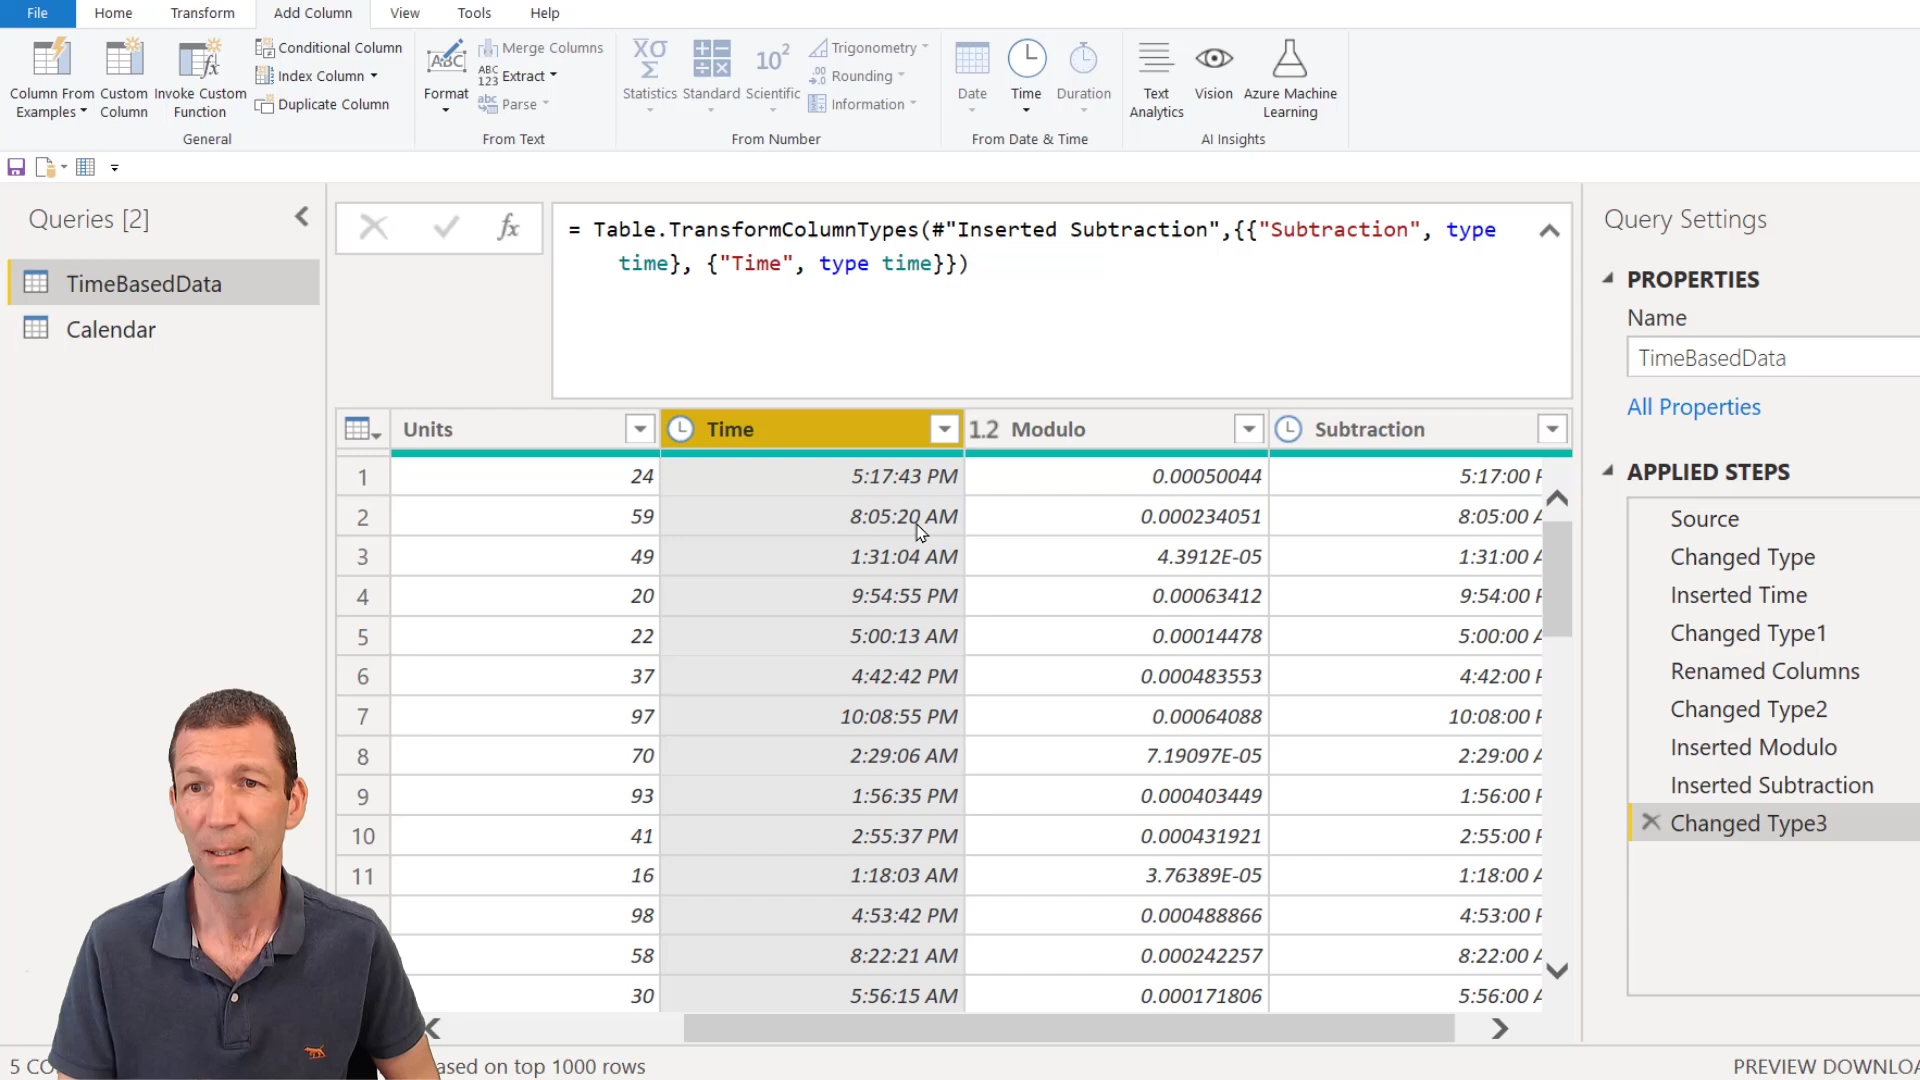 File Home Transform Add Column View Tools Help
Column From Examples
Custom Column
Invoke Custom Function
Conditional Column
Index Column
Duplicate Column
General
ABC
Format
Merge Columns
ABC 123 Extract
abc Parse
From Text
XΣ σ
Statistics
Standard
10² 
Scientific
Trigonometry
.00 Rounding
Information
From Number
Date
Time
Duration
From Date & Time
Text Analytics
Vision
Azure Machine Learning
AI Insights
Queries [2]
TimeBasedData
Calendar
fx
= Table.TransformColumnTypes(#"Inserted Subtraction",{{"Subtraction", type
time}, {"Time", type time}})
Units Time 1.2 Modulo Subtraction
1 24 5:17:43 PM 0.00050044 5:17:00 P
2 59 8:05:20 AM 0.000234051 8:05:00 A
3 49 1:31:04 AM 4.3912E-05 1:31:00 A
4 20 9:54:55 PM 0.00063412 9:54:00 P
5 22 5:00:13 AM 0.00014478 5:00:00 A
6 37 4:42:42 PM 0.000483553 4:42:00 P
7 97 10:08:55 PM 0.00064088 10:08:00 P
8 70 2:29:06 AM 7.19097E-05 2:29:00 A
9 93 1:56:35 PM 0.000403449 1:56:00 P
10 41 2:55:37 PM 0.000431921 2:55:00 P
11 16 1:18:03 AM 3.76389E-05 1:18:00 A
98 4:53:42 PM 0.000488866 4:53:00 P
58 8:22:21 AM 0.000242257 8:22:00 A
30 5:56:15 AM 0.000171806 5:56:00 A
Query Settings
PROPERTIES
Name
TimeBasedData
All Properties
APPLIED STEPS
Source
Changed Type
Inserted Time
Changed Type1
Renamed Columns
Changed Type2
Inserted Modulo
Inserted Subtraction
Changed Type3
5 CO ased on top 1000 rows PREVIEW DOWNLOA